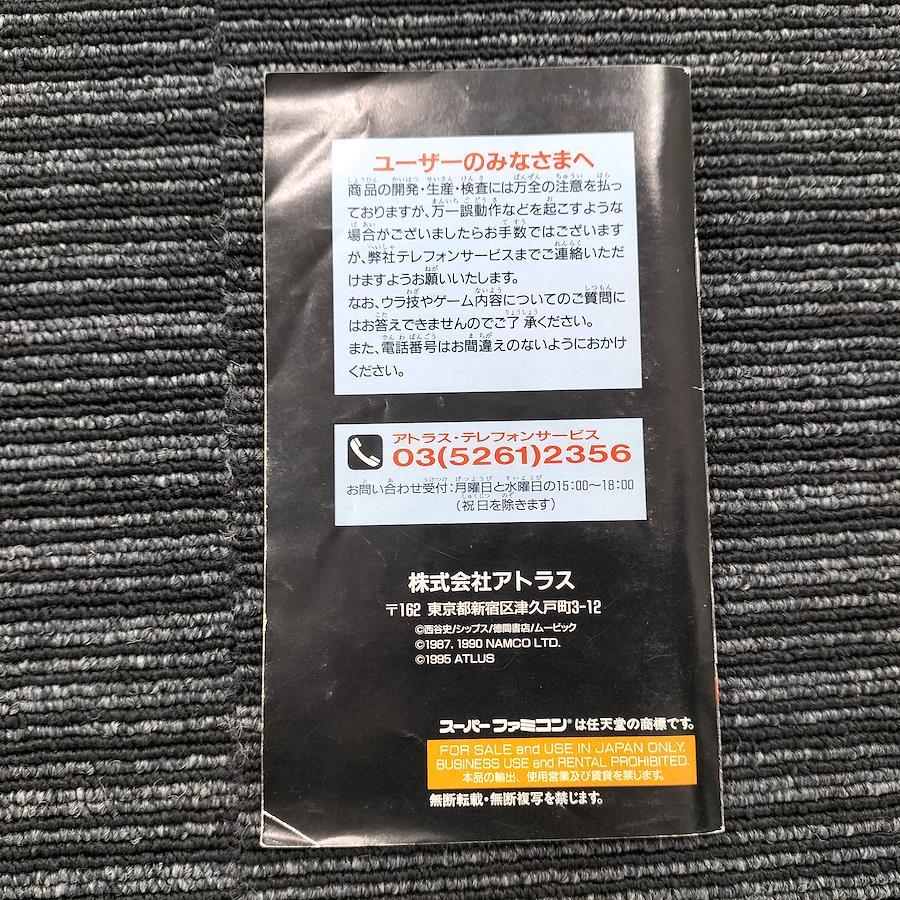 ユーザーのみなさまへ
商品の開発・生産・検査には万全の注意を払っ
ておりますが、万一誤動作などを起こすような
場合がございましたらお手数ではございます
が、弊社テレフォンサービスまでご連絡いただ
けますようお願いいたします。
なお、ウラ技やゲーム内容についてのご質問に
はお答えできませんのでご了承ください。
また、電話番号はお間違えのないようにおかけ
ください。
アトラス・テレフォンサービス
03(5261)2356
お問い合わせ受付:月曜日と水曜日の15:00〜18:00
(祝日を除きます)
株式会社アトラス
〒162 東京都新宿区津久戸町3-12
©西谷史/シップス/徳間書店/ムービック
©1987, 1990 NAMCO LTD.
©1995 ATLUS
スーパーファミコン®は任天堂の商標です。
FOR SALE and USE IN JAPAN ONLY.
BUSINESS USE and RENTAL PROHIBITED.
本品の輸出、使用営業及び賃貸を禁じます。
無断転載・無断複写を禁じます。